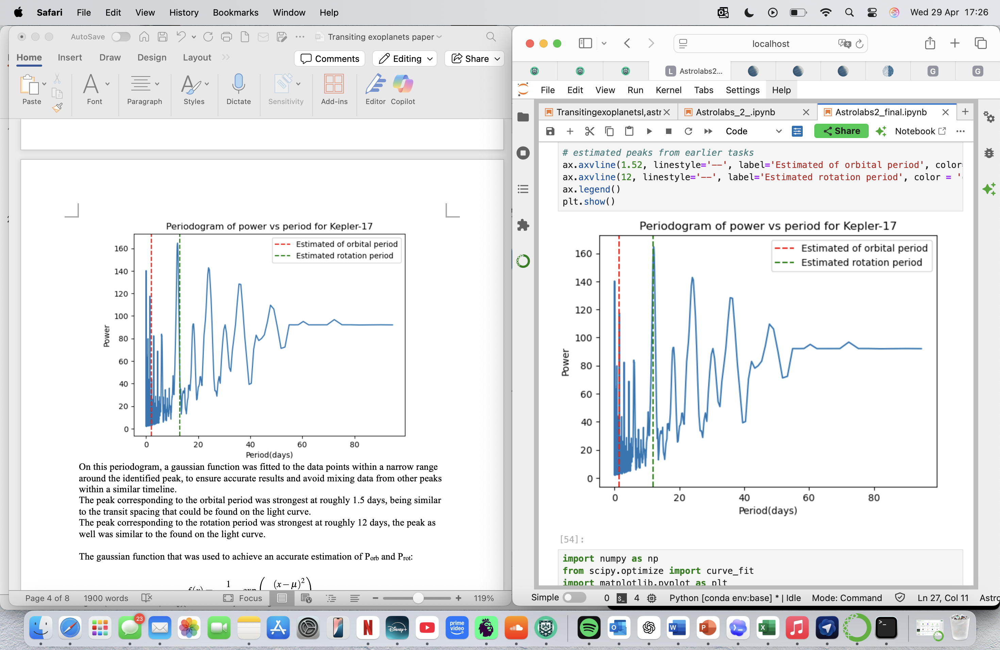 Safari File Edit View History Bookmarks Window Help Wed 29 Apr 17:26
AutoSave Transiting exoplanets paper
Home Insert Draw Design Layout Comments Editing Share
Paste Font Paragraph Styles Dictate Sensitivity Add-ins Editor Copilot
Periodogram of power vs period for Kepler-17
Estimated of orbital period
Estimated rotation period
160
140
120
100
80
60
40
20
0
Power
0 20 40 60 80
Period(days)
On this periodogram, a gaussian function was fitted to the data points within a narrow range
around the identified peak, to ensure accurate results and avoid mixing data from other peaks
within a similar timeline.
The peak corresponding to the orbital period was strongest at roughly 1.5 days, being similar
to the transit spacing that could be found on the light curve.
The peak corresponding to the rotation period was strongest at roughly 12 days, the peak as
well was similar to the found on the light curve.
The gaussian function that was used to achieve an accurate estimation of Porb and Prot:
1 (x − μ)2
Page 4 of 8 1900 words Focus 119%
localhost
L Astrolabs2... G G
File Edit View Run Kernel Tabs Settings Help
Transitingexoplanetsl,astr Astrolabs_2_.ipynb Astrolabs2_final.ipynb
Code Share Notebook
# estimated peaks from earlier tasks
ax.axvline(1.52, linestyle='--', label='Estimated of orbital period', color
ax.axvline(12, linestyle='--', label='Estimated rotation period', color = '
ax.legend()
plt.show()
Periodogram of power vs period for Kepler-17
Estimated of orbital period
Estimated rotation period
160
140
120
100
80
60
40
20
0
Power
0 20 40 60 80
Period(days)
[54]:
import numpy as np
from scipy.optimize import curve_fit
import matplotlib.pyplot as plt
Simple 0 4 Python [conda env:base] * | Idle Mode: Command Ln 27, Col 11 Astro
23
N Disney+ prime video O W P X